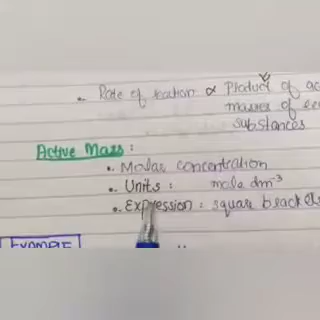 . Rate of reaction ∝ Product of
masses of
substances
Active Mass :
. Molar concentration
. Units : mole dm⁻³
. Expression : square brackets
EXAMPLE